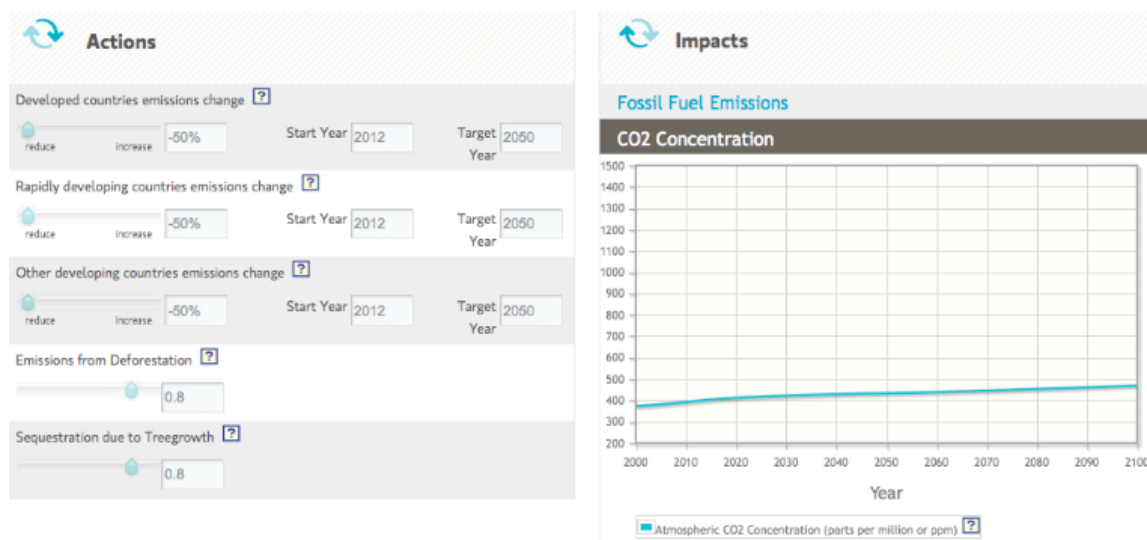 Actions
Developed countries emissions change ?
reduce increase -50% Start Year 2012 Target Year 2050
Rapidly developing countries emissions change ?
reduce increase -50% Start Year 2012 Target Year 2050
Other developing countries emissions change ?
reduce increase -50% Start Year 2012 Target Year 2050
Emissions from Deforestation ?
0.8
Sequestration due to Treegrowth ?
0.8
Impacts
Fossil Fuel Emissions
CO2 Concentration
1500
1400
1300
1200
1100
1000
900
800
700
600
500
400
300
200
2000 2010 2020 2030 2040 2050 2060 2070 2080 2090 2100
Year
Atmospheric CO2 Concentration (parts per million or ppm) ?